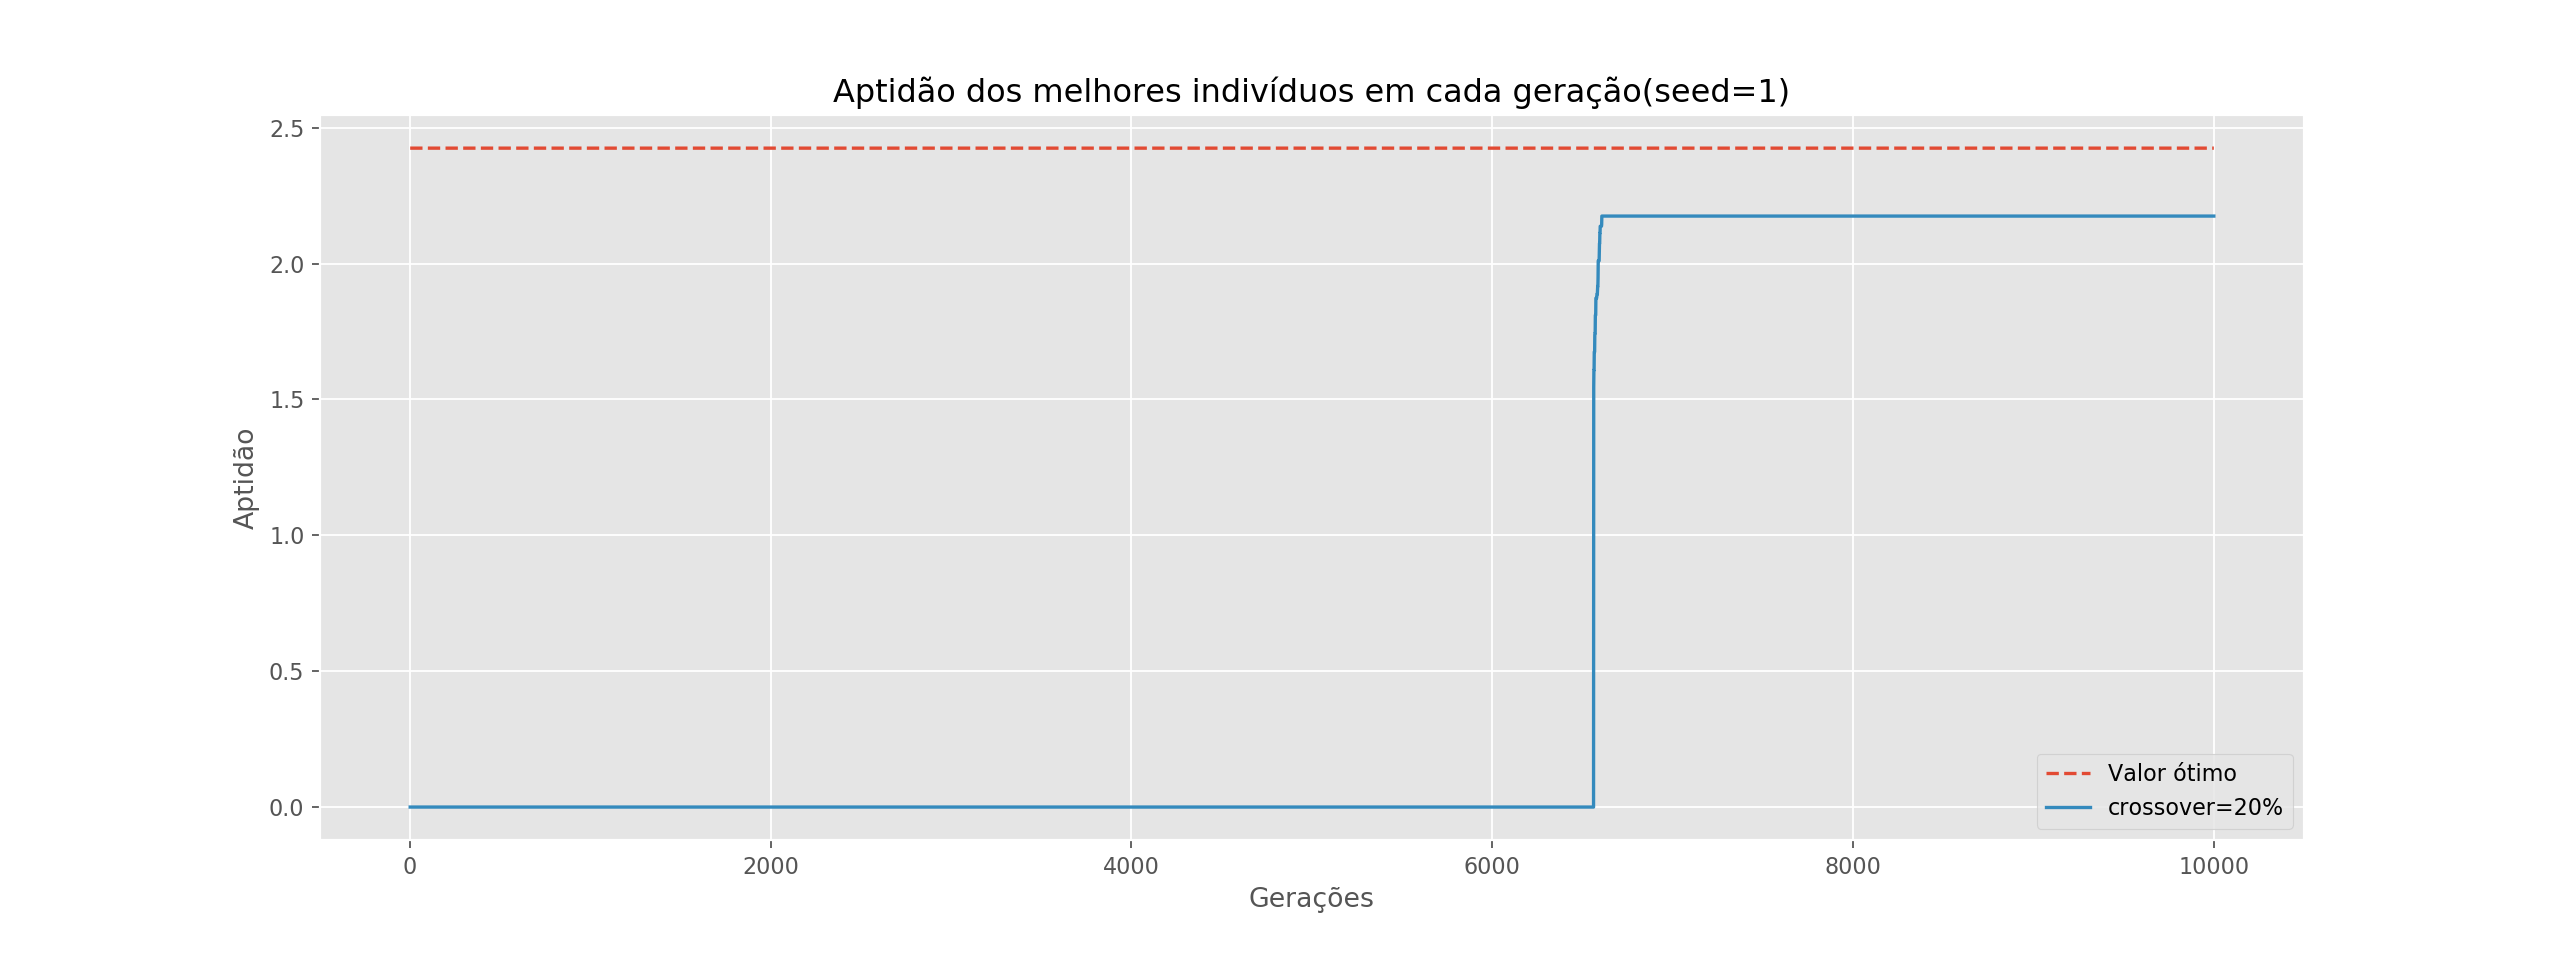 Aptidão dos melhores indivíduos em cada geração(seed=1)
2.5
2.0
1.5
1.0
0.5
0.0
Aptidão
0 2000 4000 6000 8000 10000
Gerações
Valor ótimo
crossover=20%